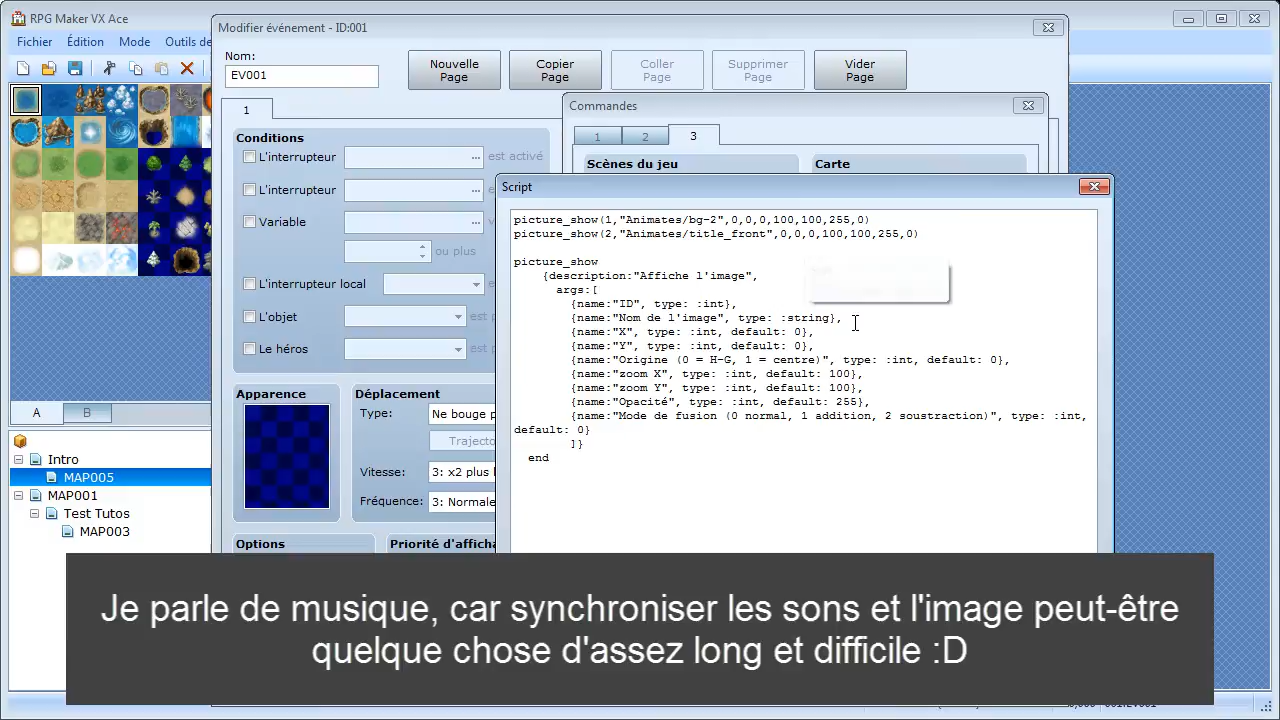 RPG Maker VX Ace
Fichier Édition Mode Outils de
A B
Intro
MAP005
MAP001
Test Tutos
MAP003
Modifier événement - ID:001
Nom:
EV001
Nouvelle Page
Copier Page
Coller Page
Supprimer Page
Vider Page
1
Conditions
L'interrupteur ... est activé
L'interrupteur ...
Variable ...
ou plus
L'interrupteur local
L'objet est p
Le héros est p
Apparence
Déplacement
Type: Ne bouge p
Trajecto
Vitesse: 3: x2 plus l
Fréquence: 3: Normale
Options
Priorité d'afficha
Commandes
1 2 3
Scènes du jeu
Carte
Script
picture_show(1,"Animates/bg-2",0,0,0,100,100,255,0)
picture_show(2,"Animates/title_front",0,0,0,100,100,255,0)
picture_show
{description:"Affiche l'image",
args:[
{name:"ID", type: :int},
{name:"Nom de l'image", type: :string},
{name:"X", type: :int, default: 0},
{name:"Y", type: :int, default: 0},
{name:"Origine (0 = H-G, 1 = centre)", type: :int, default: 0},
{name:"zoom X", type: :int, default: 100},
{name:"zoom Y", type: :int, default: 100},
{name:"Opacité", type: :int, default: 255},
{name:"Mode de fusion (0 normal, 1 addition, 2 soustraction)", type: :int,
default: 0}
]}
end
Je parle de musique, car synchroniser les sons et l'image peut-être
quelque chose d'assez long et difficile :D